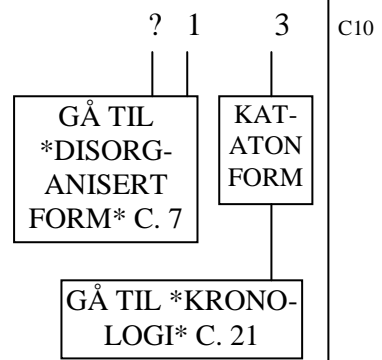 ? 1 3 C10
GÅ TIL
*DISORG-
ANISERT
FORM* C. 7
KAT-
ATON
FORM
GÅ TIL *KRONO-
LOGI* C. 21